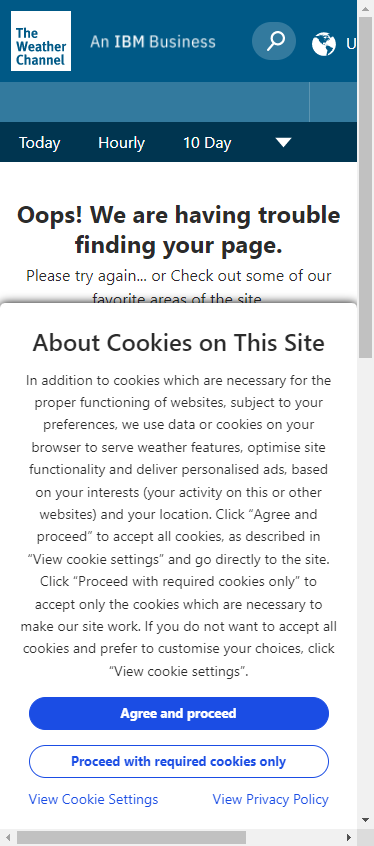 The
Weather
Channel
An IBM Business
U
Today Hourly 10 Day
Oops! We are having trouble
finding your page.
Please try again... or Check out some of our
favorite areas of the site
About Cookies on This Site
In addition to cookies which are necessary for the
proper functioning of websites, subject to your
preferences, we use data or cookies on your
browser to serve weather features, optimise site
functionality and deliver personalised ads, based
on your interests (your activity on this or other
websites) and your location. Click “Agree and
proceed” to accept all cookies, as described in
“View cookie settings” and go directly to the site.
Click “Proceed with required cookies only” to
accept only the cookies which are necessary to
make our site work. If you do not want to accept all
cookies and prefer to customise your choices, click
“View cookie settings”.
Agree and proceed
Proceed with required cookies only
View Cookie Settings View Privacy Policy